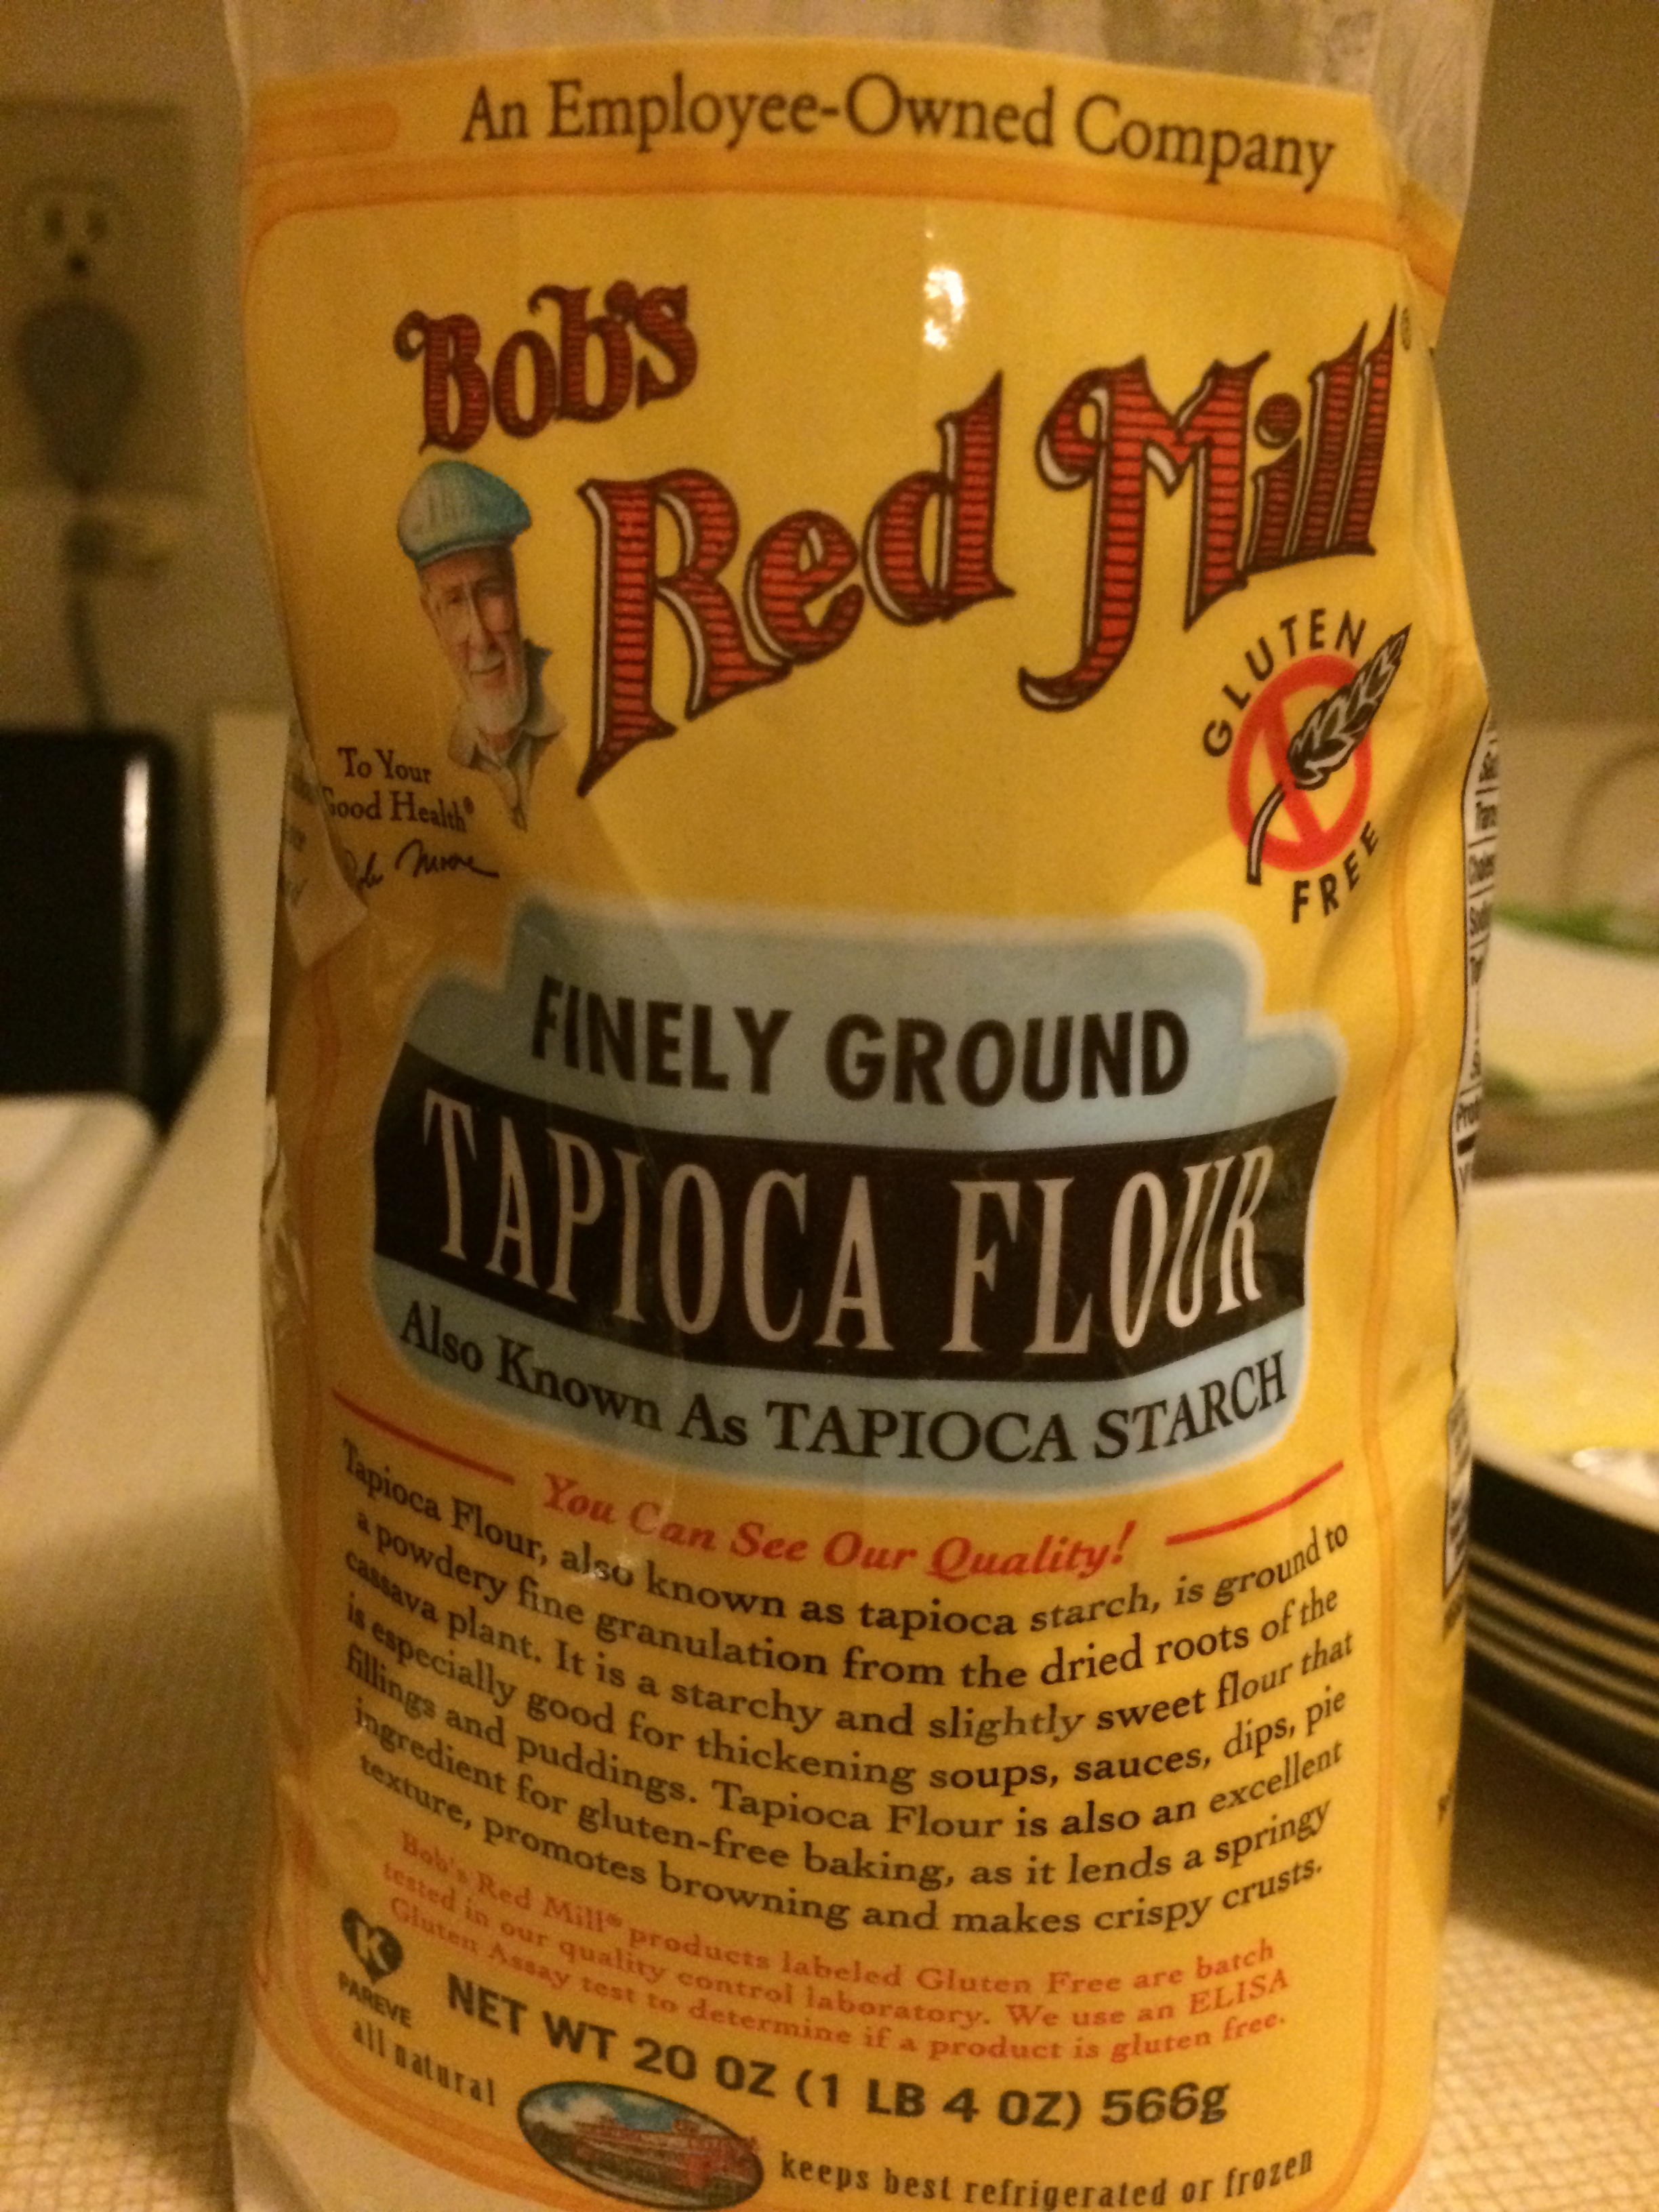 An Employee-Owned Company
Bob's
Red Mill®
GLUTEN
FREE
To Your
Good Health®
Moore
FINELY GROUND
TAPIOCA FLOUR
Also Known As TAPIOCA STARCH
You Can See Our Quality!
Tapioca Flour, also known as tapioca starch, is ground to
a powdery fine granulation from the dried roots of the
cassava plant. It is a starchy and slightly sweet flour that
is especially good for thickening soups, sauces, dips, pie
fillings and puddings. Tapioca Flour is also an excellent
ingredient for gluten-free baking, as it lends a springy
texture, promotes browning and makes crispy crusts.
Bob's Red Mill® products labeled Gluten Free are batch
tested in our quality control laboratory. We use an ELISA
Gluten Assay test to determine if a product is gluten free.
K
PAREVE
NET WT 20 OZ (1 LB 4 OZ) 566g
all natural
keeps best refrigerated or frozen